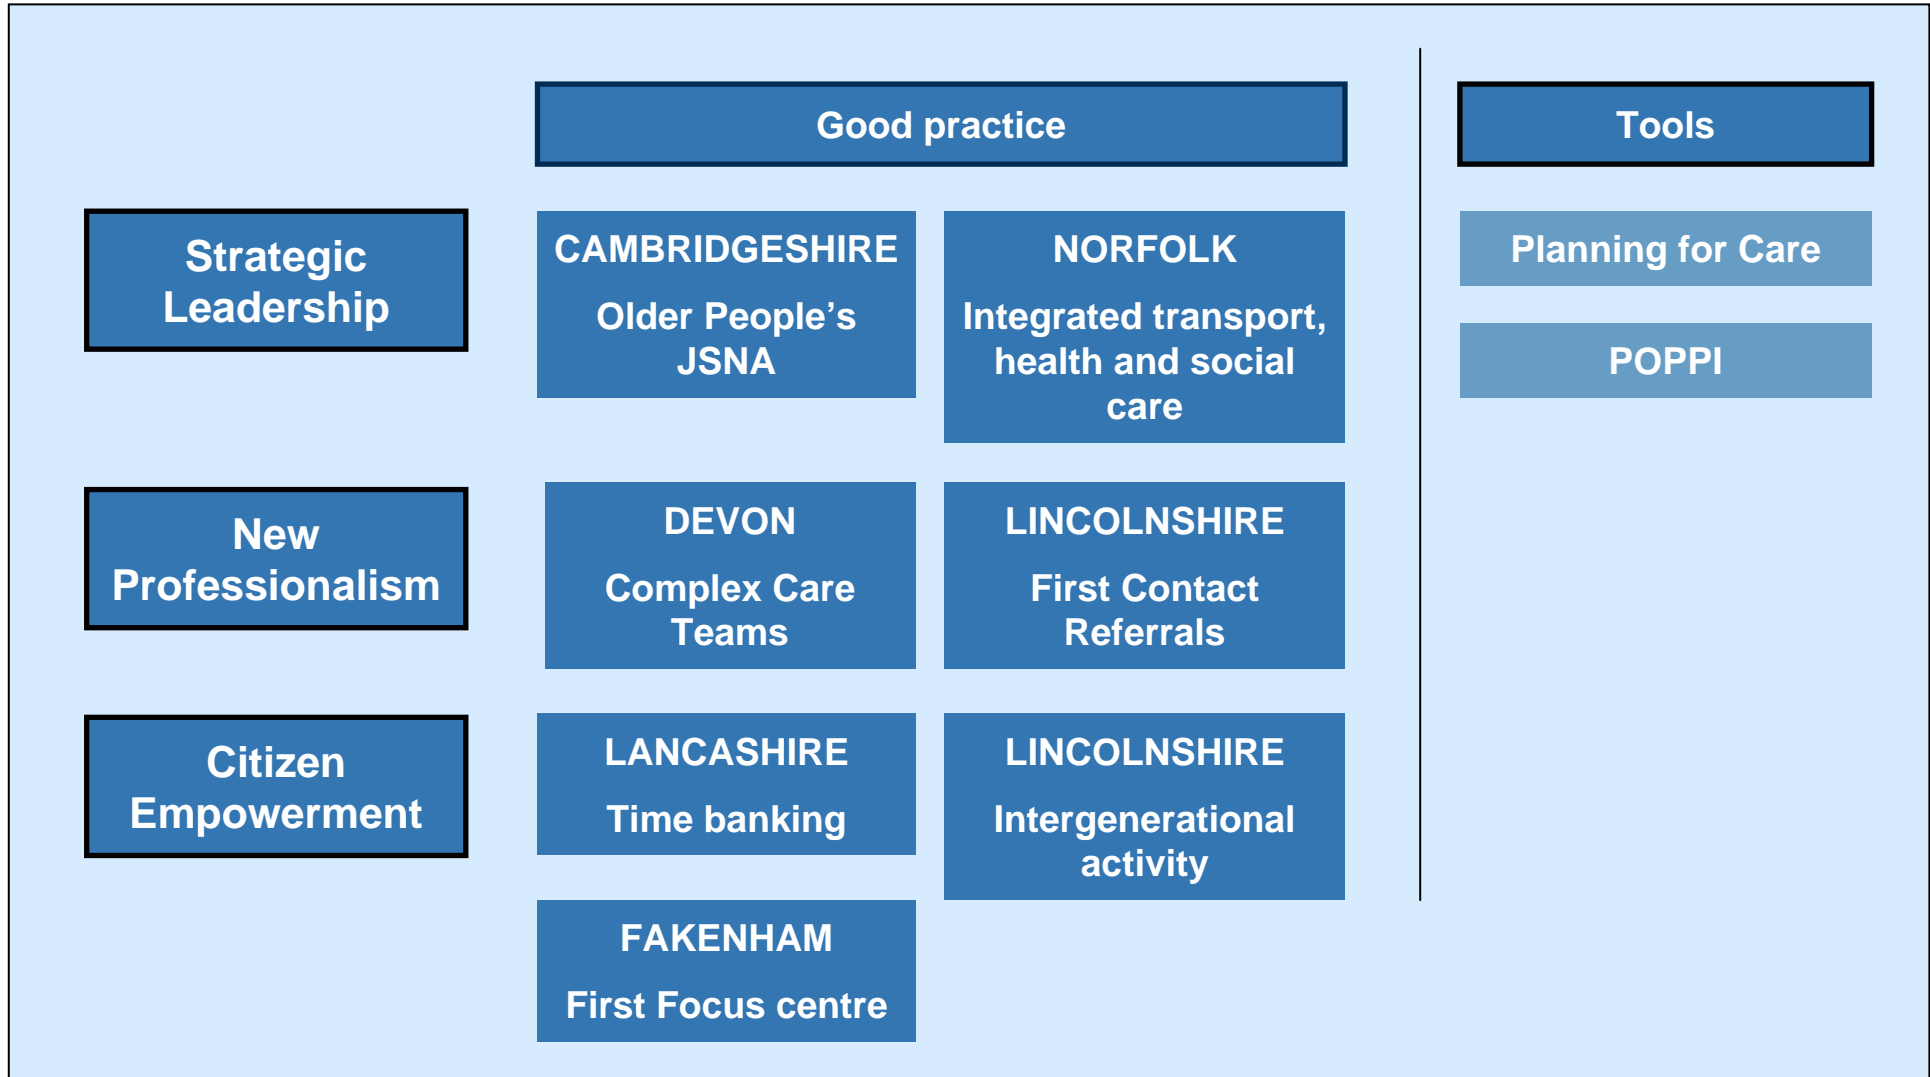 Good practice
Tools
Strategic
Leadership
CAMBRIDGESHIRE
Older People’s
JSNA
NORFOLK
Integrated transport,
health and social
care
Planning for Care
POPPI
New
Professionalism
DEVON
Complex Care
Teams
LINCOLNSHIRE
First Contact
Referrals
Citizen
Empowerment
LANCASHIRE
Time banking
LINCOLNSHIRE
Intergenerational
activity
FAKENHAM
First Focus centre